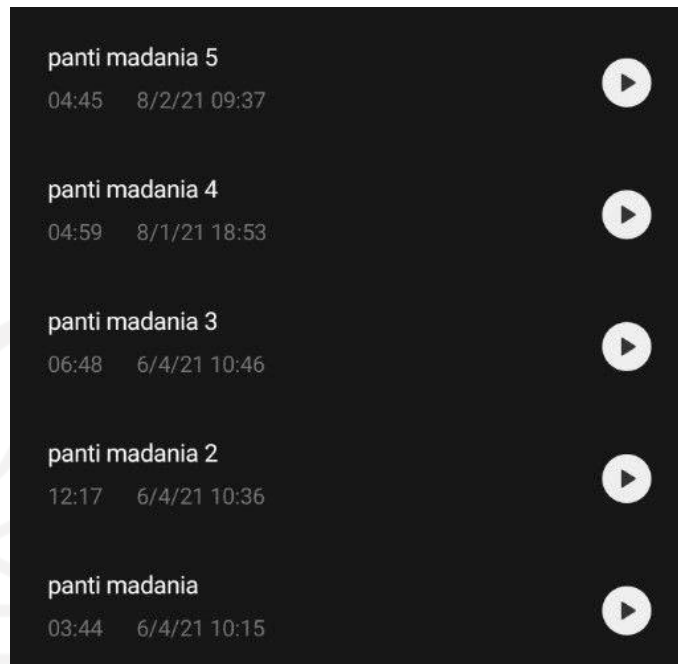 panti madania 5
04:45 8/2/21 09:37
panti madania 4
04:59 8/1/21 18:53
panti madania 3
06:48 6/4/21 10:46
panti madania 2
12:17 6/4/21 10:36
panti madania
03:44 6/4/21 10:15